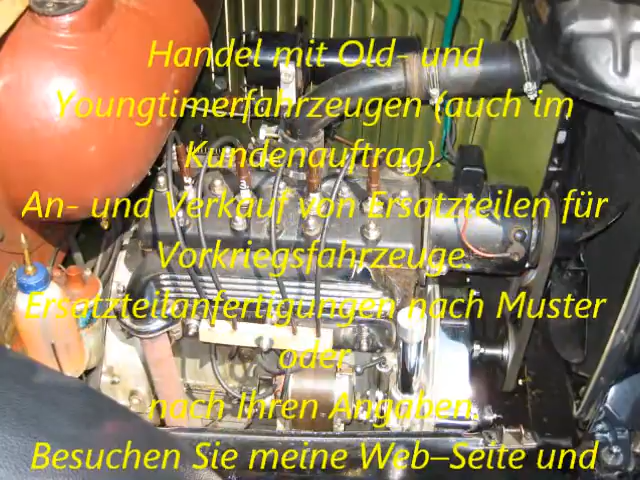 Handel mit Old- und
Youngtimerfahrzeugen (auch im
Kundenauftrag).
An- und Verkauf von Ersatzteilen für
Vorkriegsfahrzeuge.
Ersatzteilanfertigungen nach Muster
oder
nach Ihren Angaben.
Besuchen Sie meine Web–Seite und